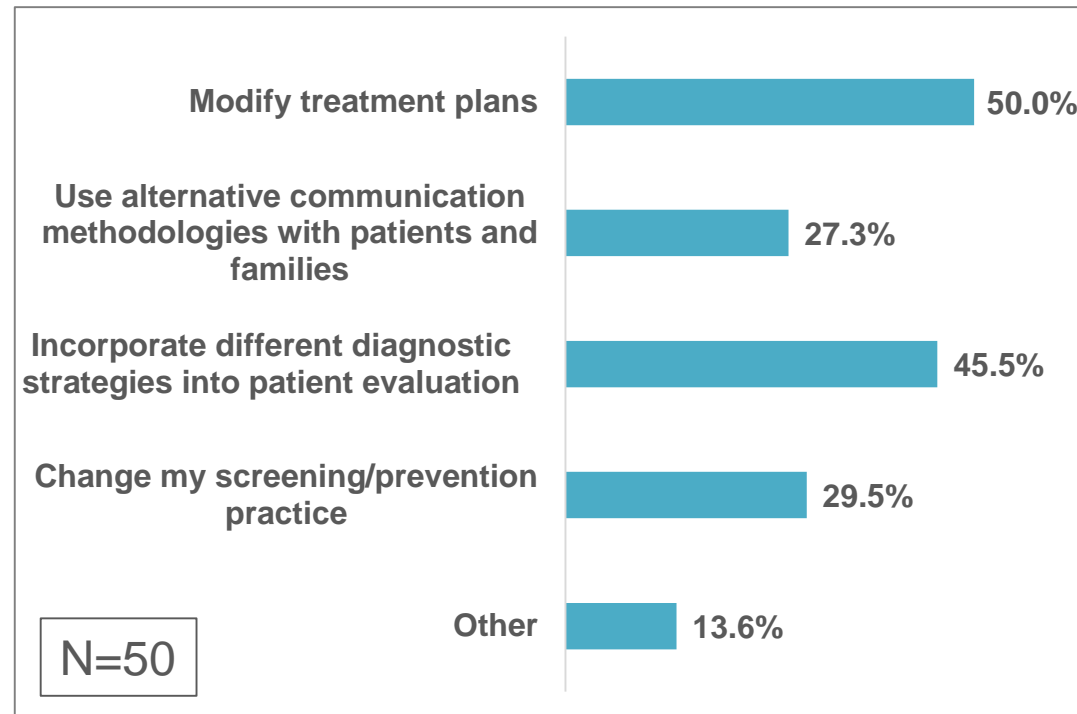 Modify treatment plans
50.0%
Use alternative communication
methodologies with patients and
families
27.3%
Incorporate different diagnostic
strategies into patient evaluation
45.5%
Change my screening/prevention
practice
29.5%
Other
13.6%
N=50